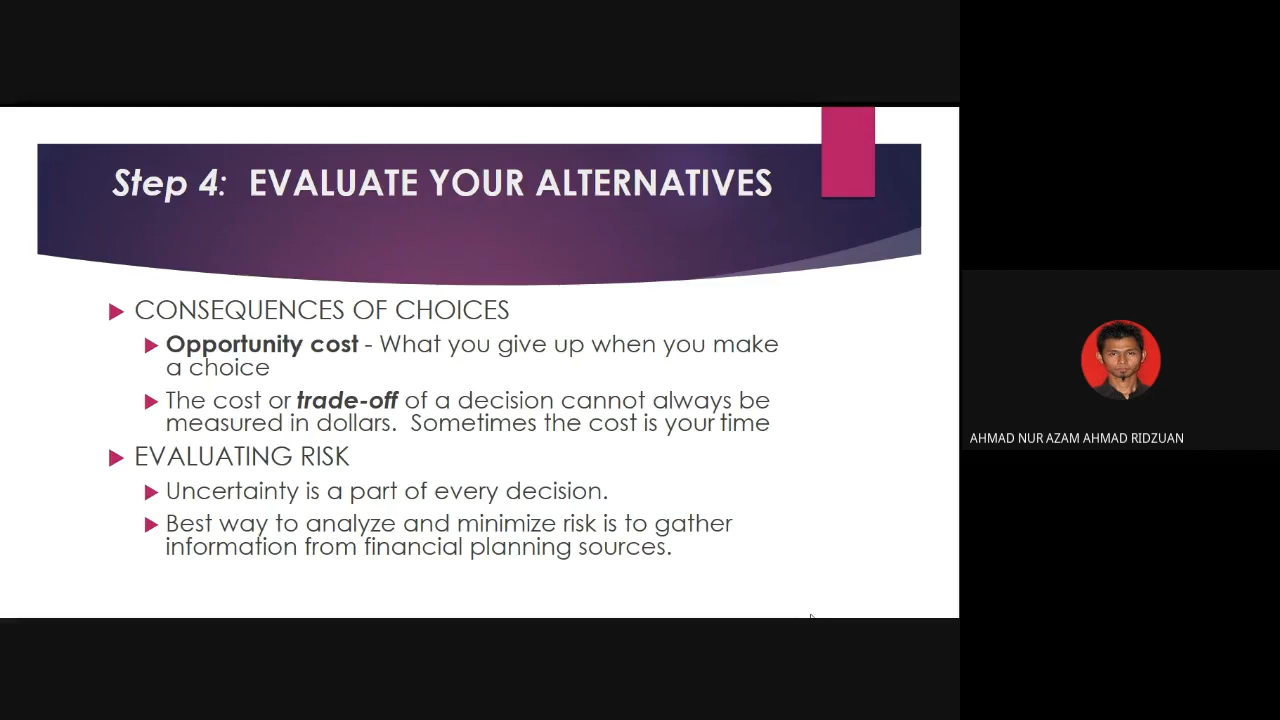 Step 4:  EVALUATE YOUR ALTERNATIVES
CONSEQUENCES OF CHOICES
Opportunity cost - What you give up when you make
a choice
The cost or trade-off of a decision cannot always be
measured in dollars.  Sometimes the cost is your time
EVALUATING RISK
Uncertainty is a part of every decision.
Best way to analyze and minimize risk is to gather
information from financial planning sources.
AHMAD NUR AZAM AHMAD RIDZUAN